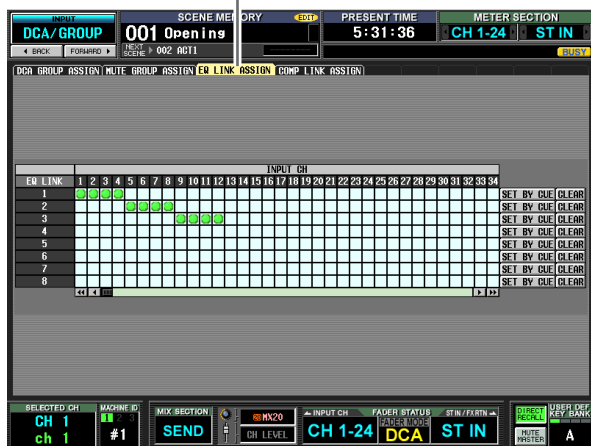 INPUT
DCA/GROUP
BACK FORWARD
SCENE MEMORY EDIT
001 Opening
NEXT SCENE 002 ACT1
PRESENT TIME
5:31:36
METER SECTION
CH 1-24 ST IN
BUSY
DCA GROUP ASSIGN MUTE GROUP ASSIGN EQ LINK ASSIGN COMP LINK ASSIGN
INPUT CH
EQ LINK 1 2 3 4 5 6 7 8 9 10 11 12 13 14 15 16 17 18 19 20 21 22 23 24 25 26 27 28 29 30 31 32 33 34
1 SET BY CUE CLEAR
2 SET BY CUE CLEAR
3 SET BY CUE CLEAR
4 SET BY CUE CLEAR
5 SET BY CUE CLEAR
6 SET BY CUE CLEAR
7 SET BY CUE CLEAR
8 SET BY CUE CLEAR
SELECTED CH
CH 1
ch 1
MACHINE ID
1 2 3
#1
MIX SECTION
SEND
MX20
CH LEVEL
INPUT CH FADER STATUS ST IN / FXRTN
CH 1-24
FADER MODE
DCA
ST IN
DIRECT RECALL
MUTE MASTER
USER DEF KEY BANK
A